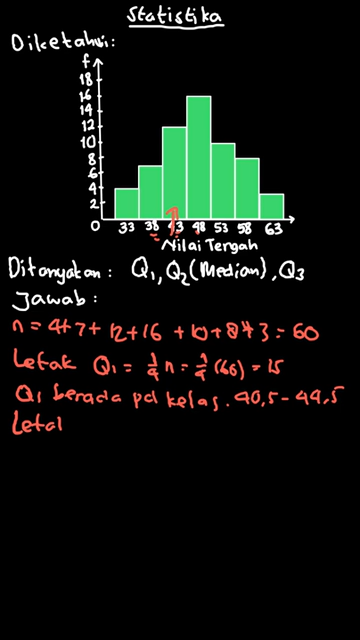 Statistika
Diketahui:
f
18
16
14
12
10
8
6
4
2
0
33 38 43 48 53 58 63
Nilai Tengah
Ditanyakan: Q1, Q2 (Median), Q3
Jawab:
n = 4+7+12+16+10+8+3 = 60
Letak Q1 = 1/4 n = 1/4 (60) = 15
Q1 berada pd kelas. 40,5 - 44,5
Letal